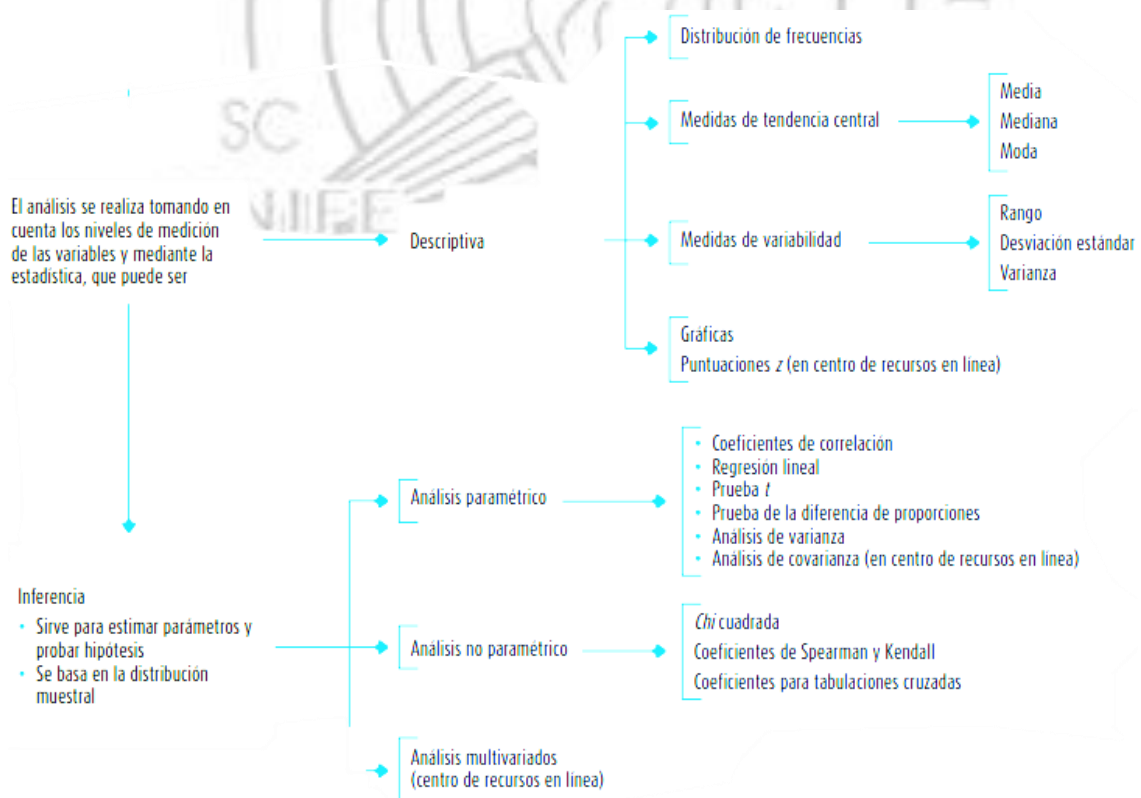 Distribución de frecuencias
Medidas de tendencia central
Media
Mediana
Moda
SC
El análisis se realiza tomando en
cuenta los niveles de medición
de las variables y mediante la
estadística, que puede ser
Descriptiva
Medidas de variabilidad
Rango
Desviación estándar
Varianza
Gráficas
Puntuaciones z (en centro de recursos en línea)
Análisis paramétrico
• Coeficientes de correlación
• Regresión lineal
• Prueba t
• Prueba de la diferencia de proporciones
• Análisis de varianza
• Análisis de covarianza (en centro de recursos en línea)
Inferencia
• Sirve para estimar parámetros y
probar hipótesis
• Se basa en la distribución
muestral
Análisis no paramétrico
Chi cuadrada
Coeficientes de Spearman y Kendall
Coeficientes para tabulaciones cruzadas
Análisis multivariados
(centro de recursos en línea)